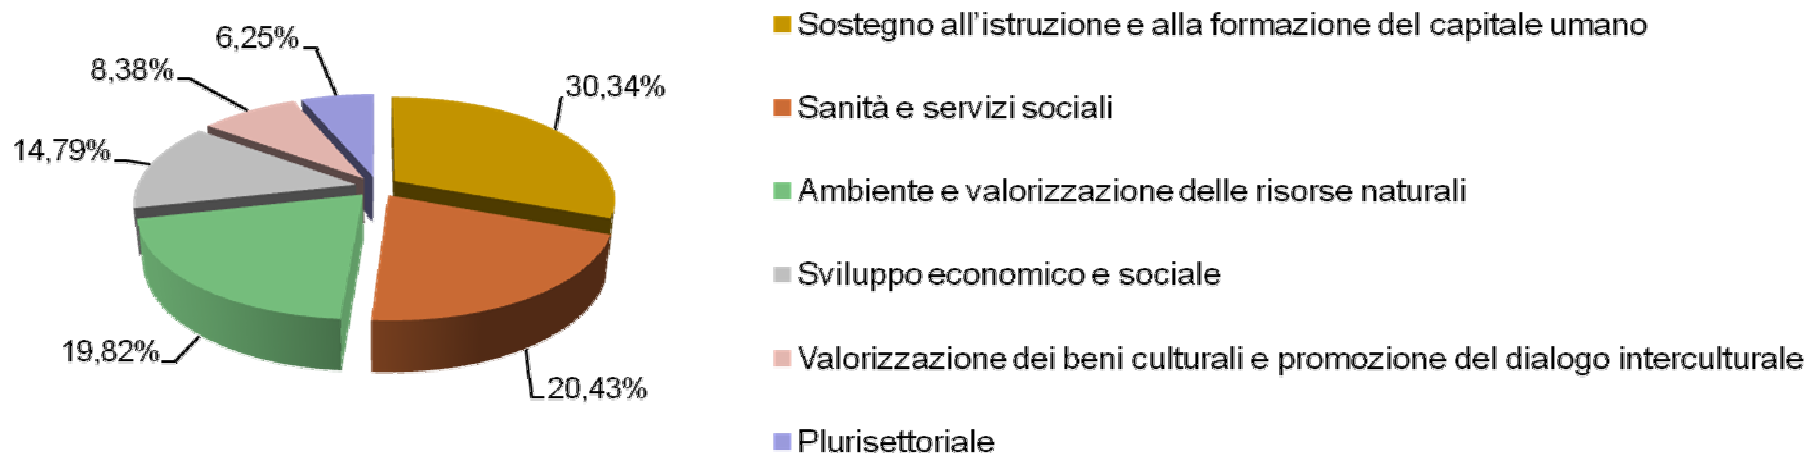 6,25%
8,38%
30,34%
14,79%
19,82%
20,43%
Sostegno all'istruzione e alla formazione del capitale umano
Sanità e servizi sociali
Ambiente e valorizzazione delle risorse naturali
Sviluppo economico e sociale
Valorizzazione dei beni culturali e promozione del dialogo interculturale
Plurisettoriale